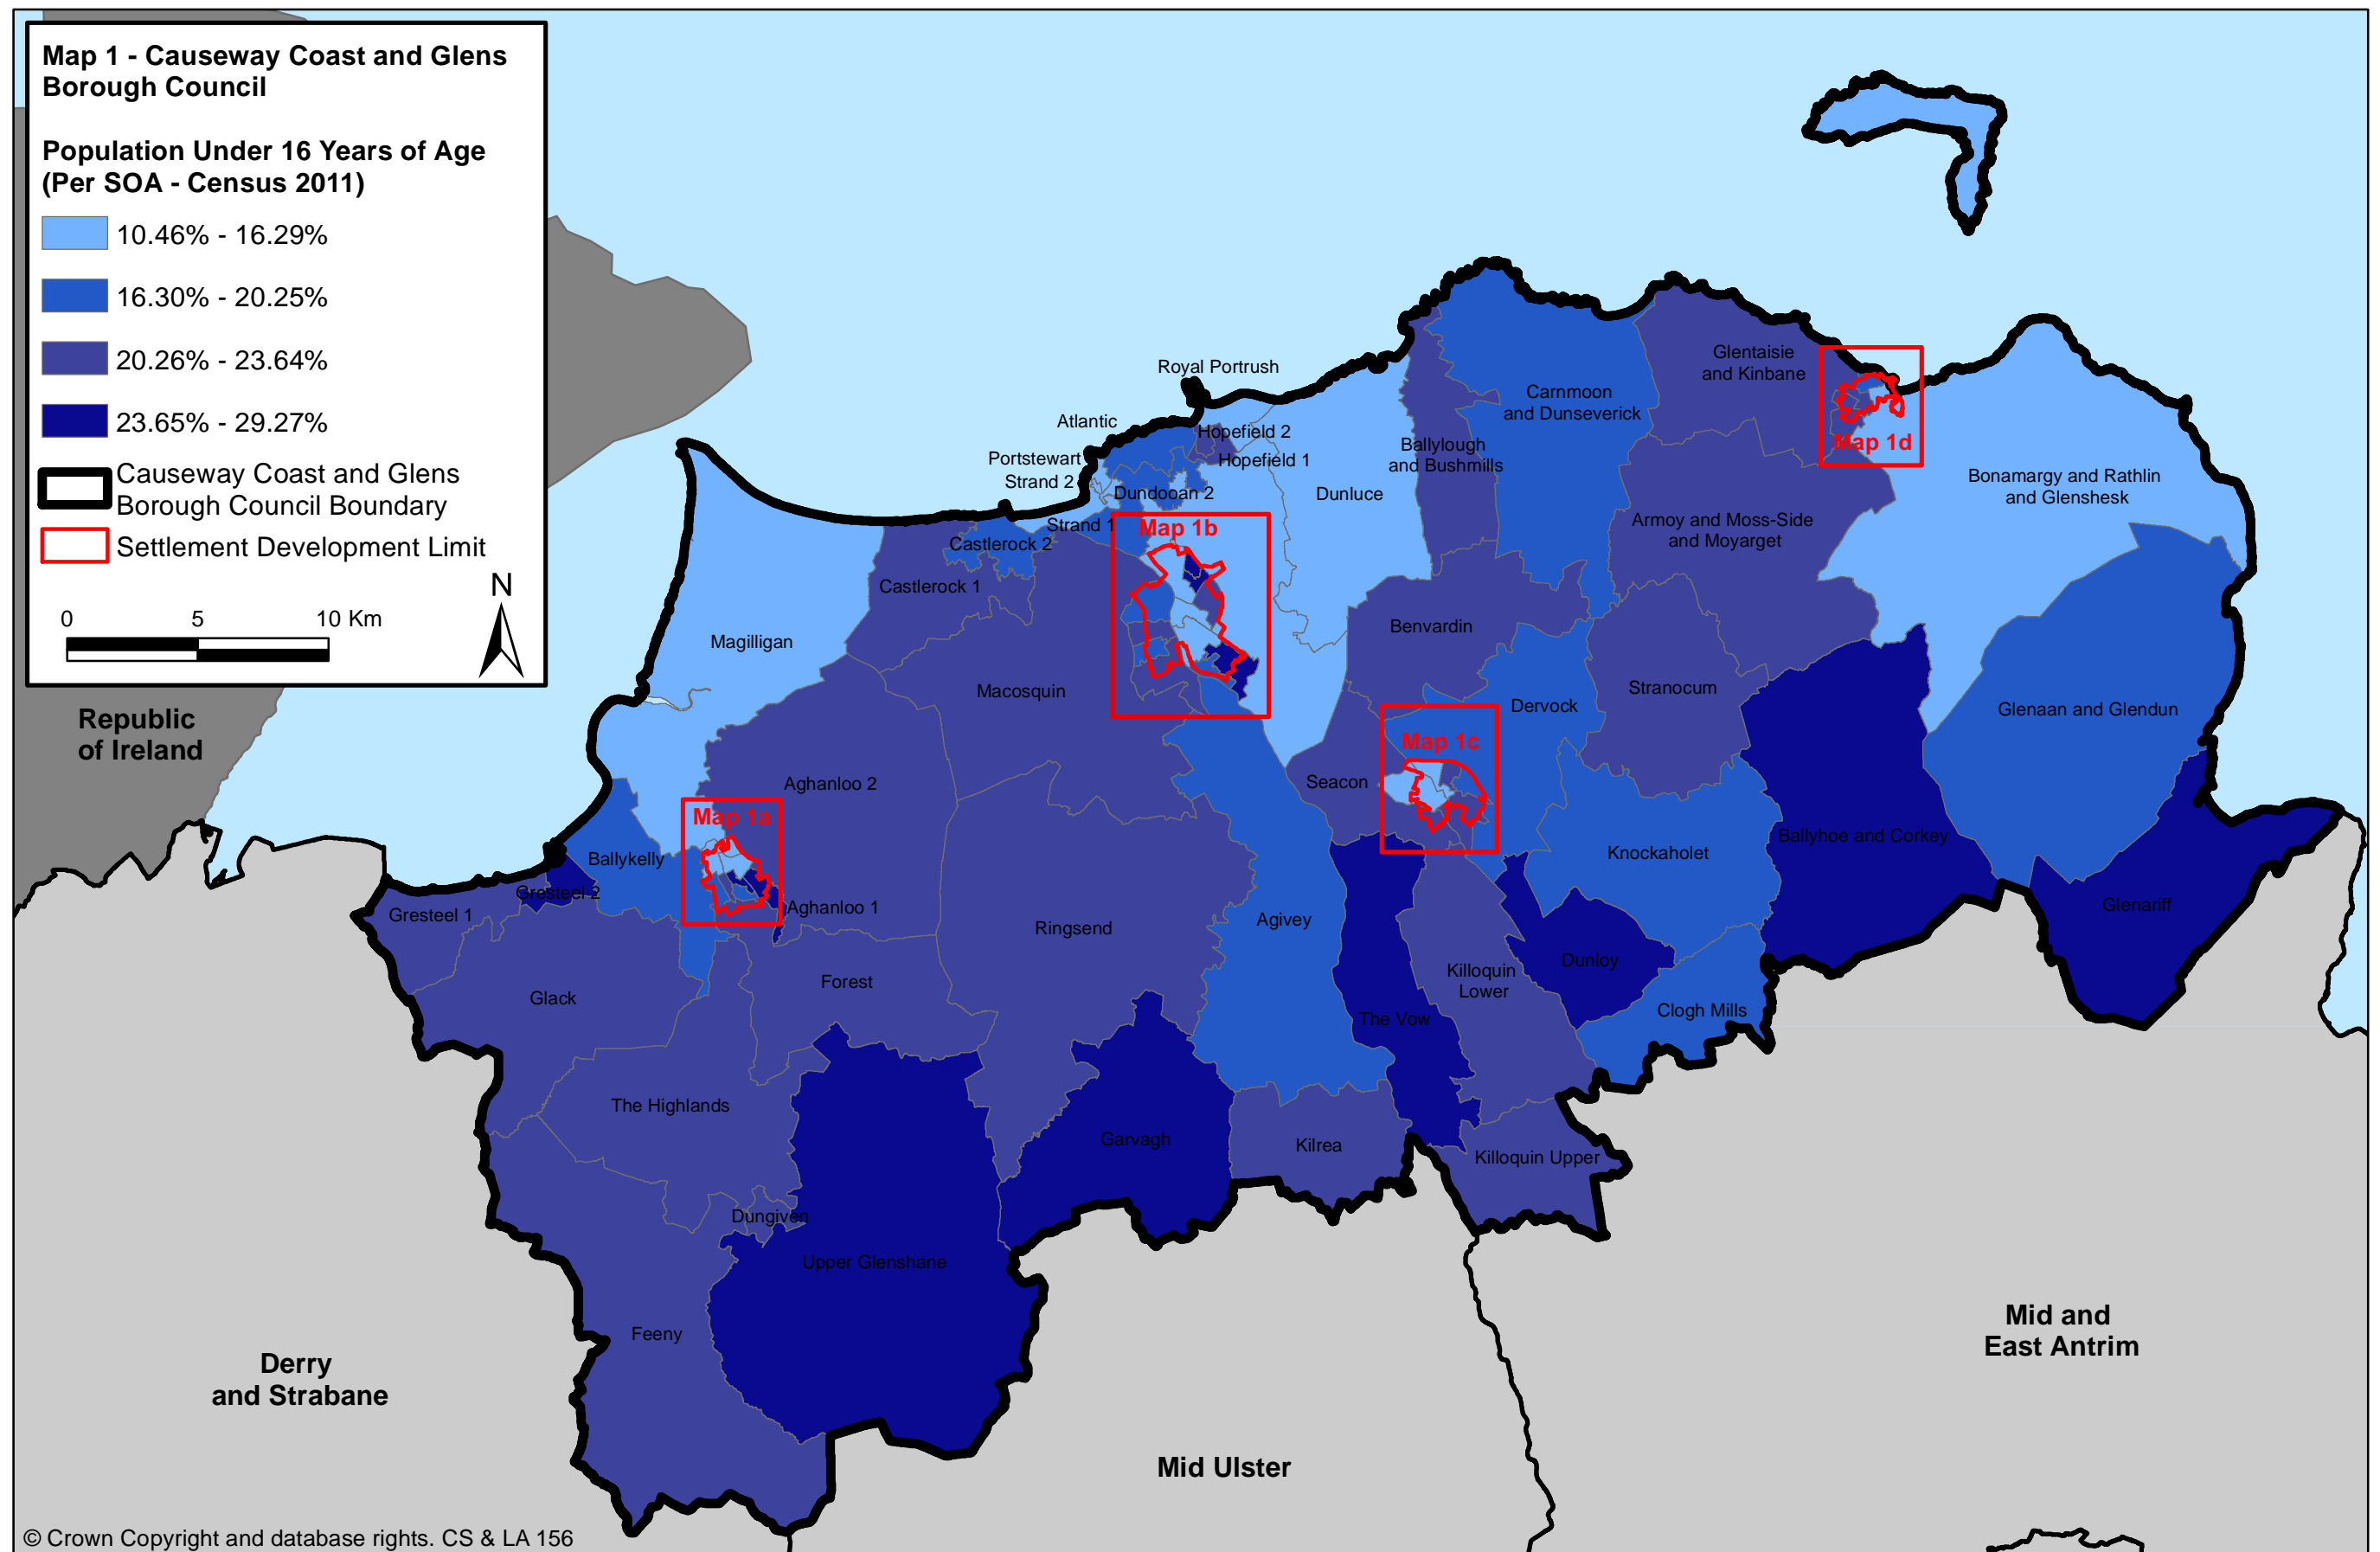 Map 1 - Causeway Coast and Glens
Borough Council
Population Under 16 Years of Age
(Per SOA - Census 2011)
10.46% - 16.29%
16.30% - 20.25%
20.26% - 23.64%
23.65% - 29.27%
Causeway Coast and Glens
Borough Council Boundary
Settlement Development Limit
N
0 5 10 Km
Republic
of Ireland
Royal Portrush
Atlantic
Hopefield 2
Portstewart
Hopefield 1
Strand 2
Dundooan 2
Strand 1
Map 1b
Castlerock 2
Castlerock 1
Magilligan
Macosquin
Dunluce
Ballylough
and Bushmills
Carnmoon
and Dunseverick
Glentaisie
and Kinbane
Map 1d
Bonamargy and Rathlin
and Glenshesk
Armoy and Moss-Side
and Moyarget
Benvardin
Stranocum
Dervock
Glenaan and Glendun
Map 1c
Seacon
Aghanloo 2
Map 1a
Ballykelly
Gresteel 2
Gresteel 1
Aghanloo 1
Knockaholet
Ballyhoe and Corkey
Glenariff
Ringsend
Agivey
Dunloy
Killoquin
Lower
Clogh Mills
The Vow
Glack
Forest
The Highlands
Garvagh
Kilrea
Killoquin Upper
Dungiven
Upper Glenshane
Feeny
Derry
and Strabane
Mid Ulster
Mid and
East Antrim
© Crown Copyright and database rights. CS & LA 156